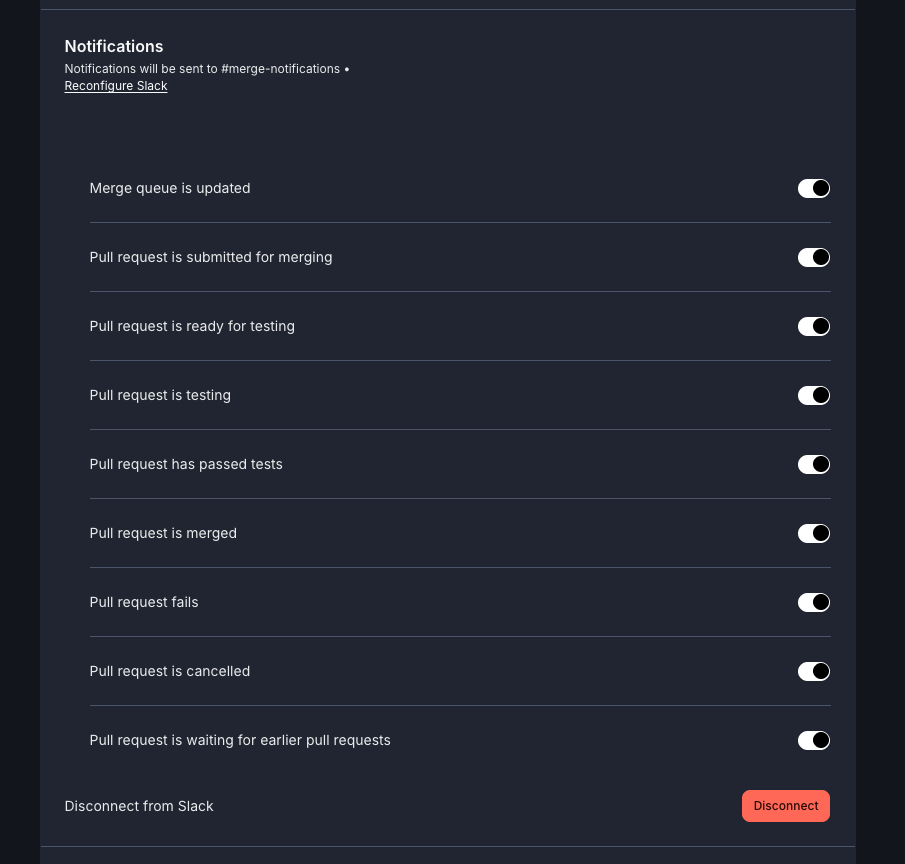 Notifications
Notifications will be sent to #merge-notifications •
Reconfigure Slack
Merge queue is updated
Pull request is submitted for merging
Pull request is ready for testing
Pull request is testing
Pull request has passed tests
Pull request is merged
Pull request fails
Pull request is cancelled
Pull request is waiting for earlier pull requests
Disconnect from Slack
Disconnect